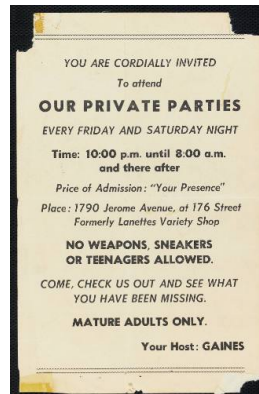 YOU ARE CORDIALLY INVITED
To attend
OUR PRIVATE PARTIES
EVERY FRIDAY AND SATURDAY NIGHT
Time: 10:00 p.m. until 8:00 a.m.
and there after
Price of Admission: "Your Presence"
Place: 1790 Jerome Avenue, at 176 Street
Formerly Lanettes Variety Shop
NO WEAPONS, SNEAKERS
OR TEENAGERS ALLOWED.
COME, CHECK US OUT AND SEE WHAT
YOU HAVE BEEN MISSING.
MATURE ADULTS ONLY.
Your Host: GAINES